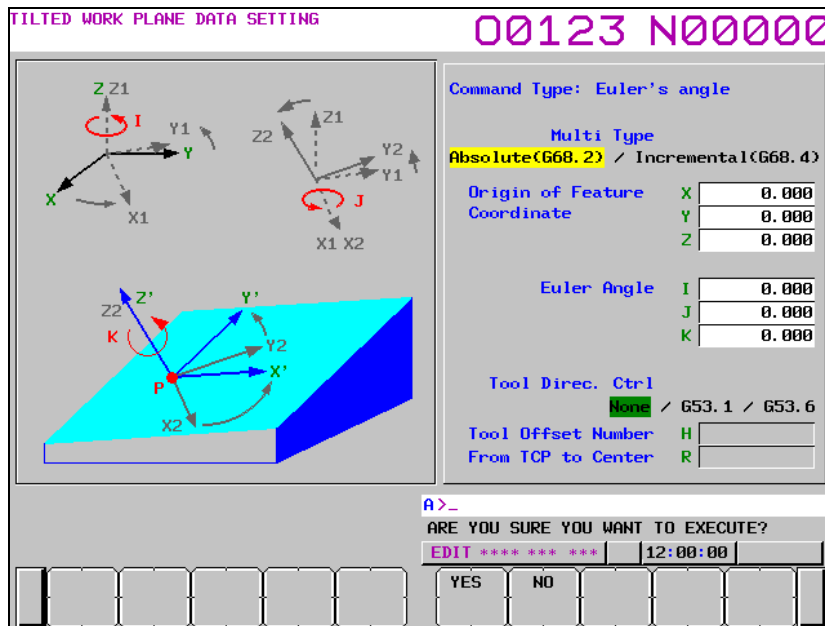 TILTED WORK PLANE DATA SETTING
O0123 N00000
Z Z1
I
Y1
Y
X
X1
Z1
Z2
Y2
Y1
J
X1 X2
Z'
Z2
K
Y'
Y2
X'
P
X2
Command Type: Euler's angle
Multi Type
Absolute(G68.2) / Incremental(G68.4)
Origin of Feature X 0.000
Coordinate Y 0.000
Z 0.000
Euler Angle I 0.000
J 0.000
K 0.000
Tool Direc. Ctrl
None / G53.1 / G53.6
Tool Offset Number H
From TCP to Center R
A>_
ARE YOU SURE YOU WANT TO EXECUTE?
EDIT **** *** *** 12:00:00
YES NO